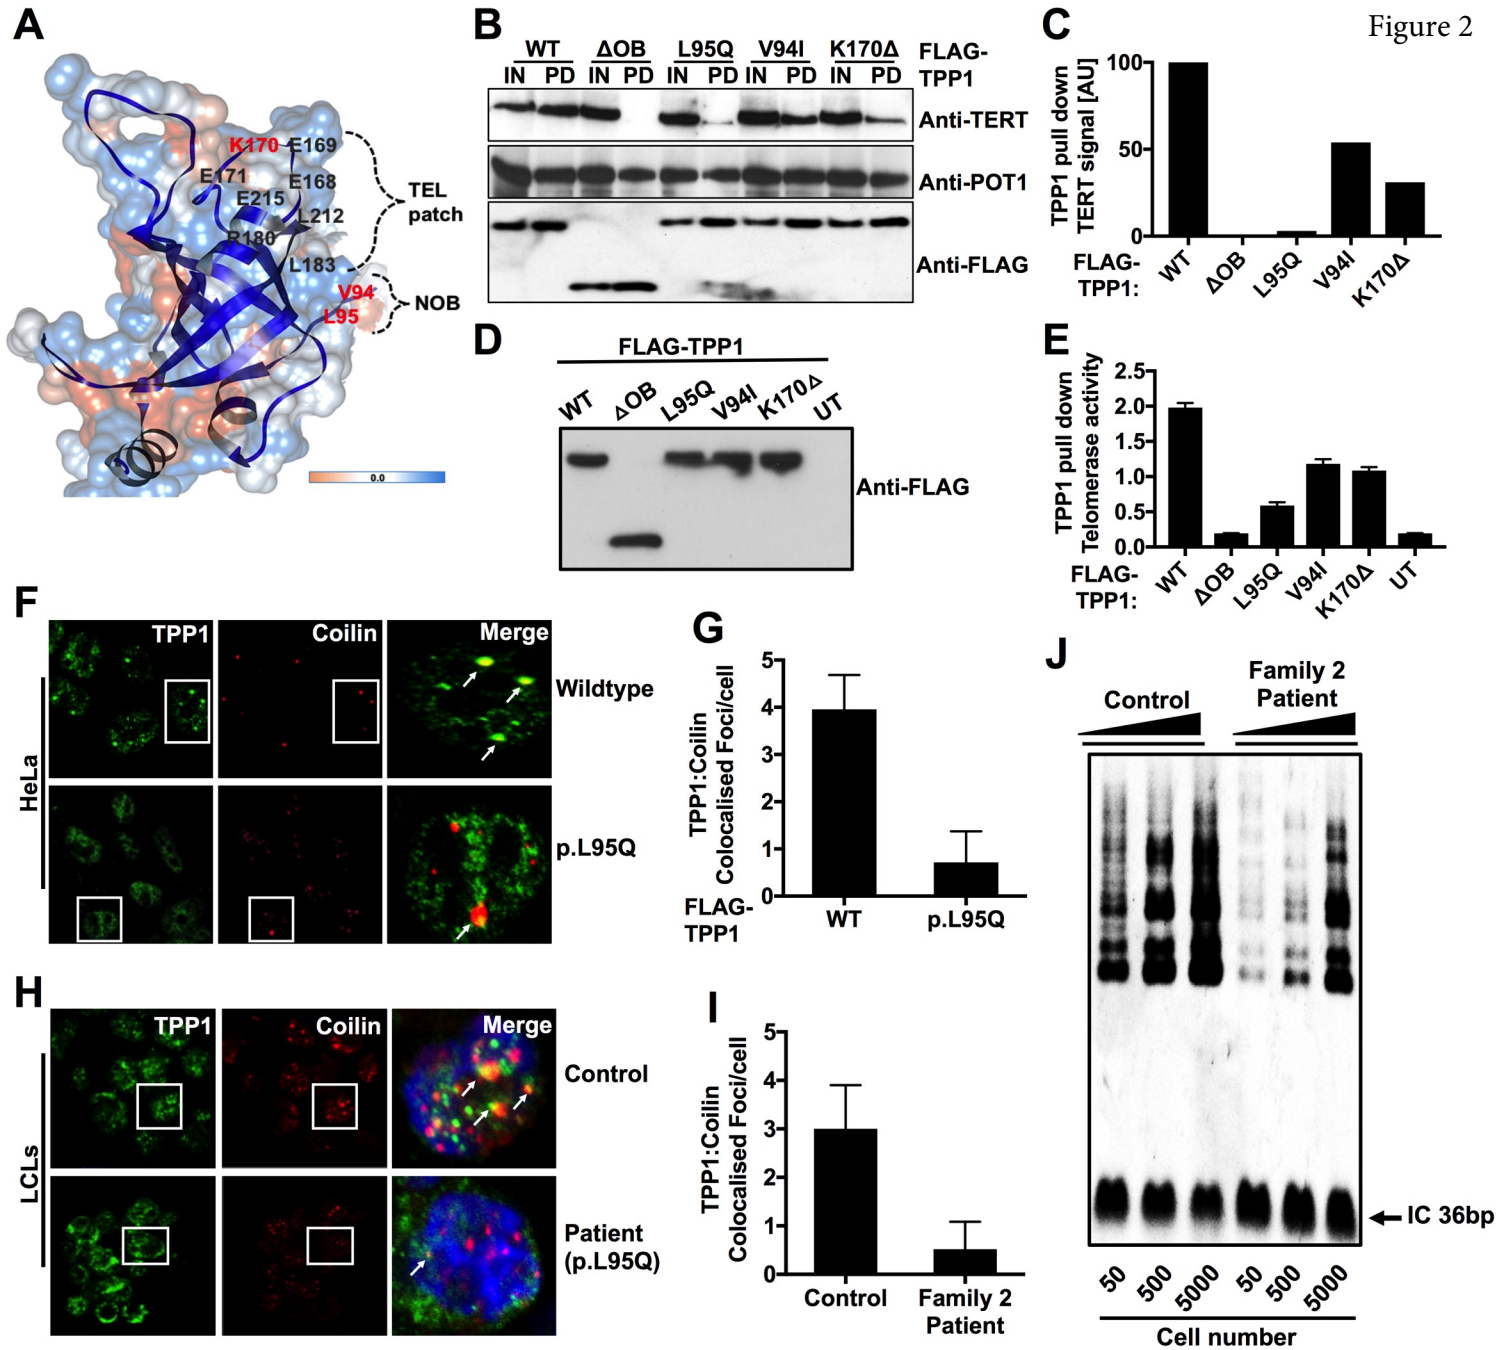 Figure 2
A
K170 E169
E171
E168
E215
L212
R180
L183
TEL
patch
V94
L95
NOB
0.0
B
WT ΔOB L95Q V94I K170Δ
IN PD IN PD IN PD IN PD IN PD
FLAG-
TPP1
Anti-TERT
Anti-POT1
Anti-FLAG
C
TPP1 pull down
TERT signal [AU]
100
50
0
FLAG-
TPP1:
WT ΔOB L95Q V94I K170Δ
D
FLAG-TPP1
WT ΔOB L95Q V94I K170Δ UT
Anti-FLAG
E
TPP1 pull down
Telomerase activity
2.5
2.0
1.5
1.0
0.5
0.0
FLAG-
TPP1:
WT ΔOB L95Q V94I K170Δ UT
F
TPP1 Coilin Merge
HeLa
Wildtype
p.L95Q
G
TPP1:Coilin
Colocalised Foci/cell
5
4
3
2
1
0
FLAG-
TPP1
WT p.L95Q
H
TPP1 Coilin Merge
LCLs
Control
Patient
(p.L95Q)
I
TPP1:Coilin
Colocalised Foci/cell
5
4
3
2
1
0
Control Family 2
Patient
J
Control
Family 2
Patient
IC 36bp
50 500 5000 50 500 5000
Cell number